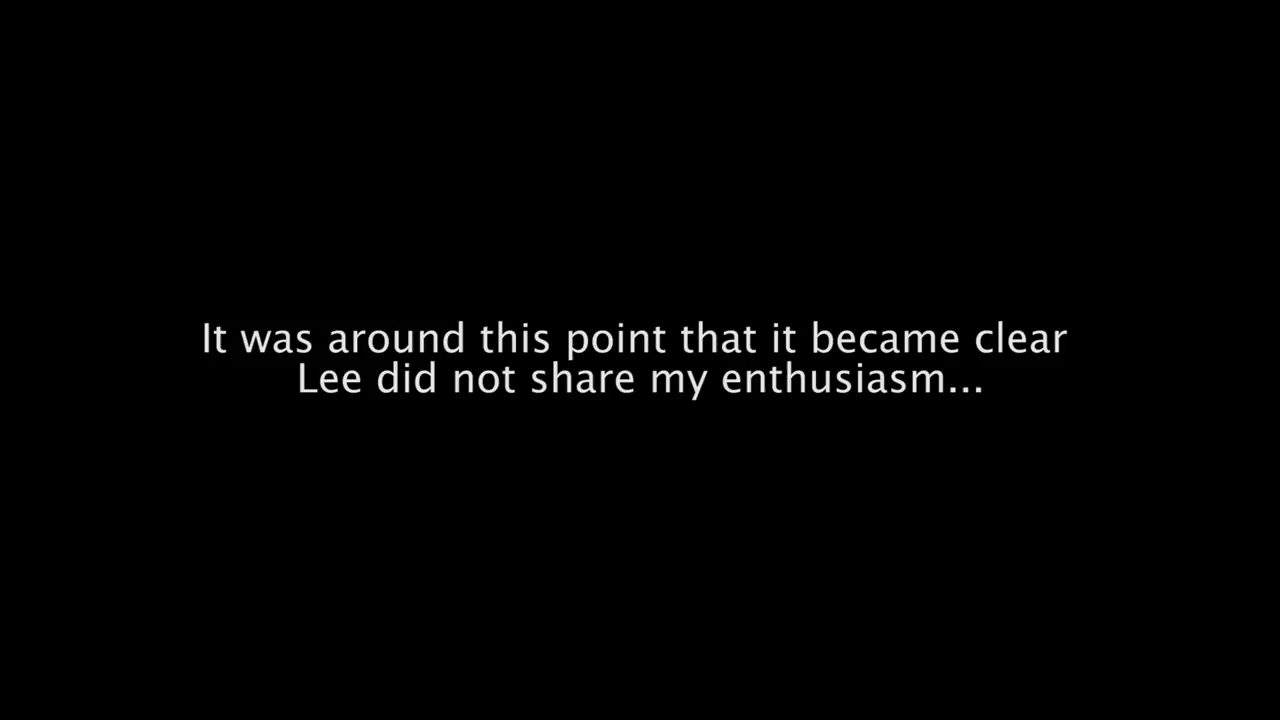 It was around this point that it became clear
Lee did not share my enthusiasm...